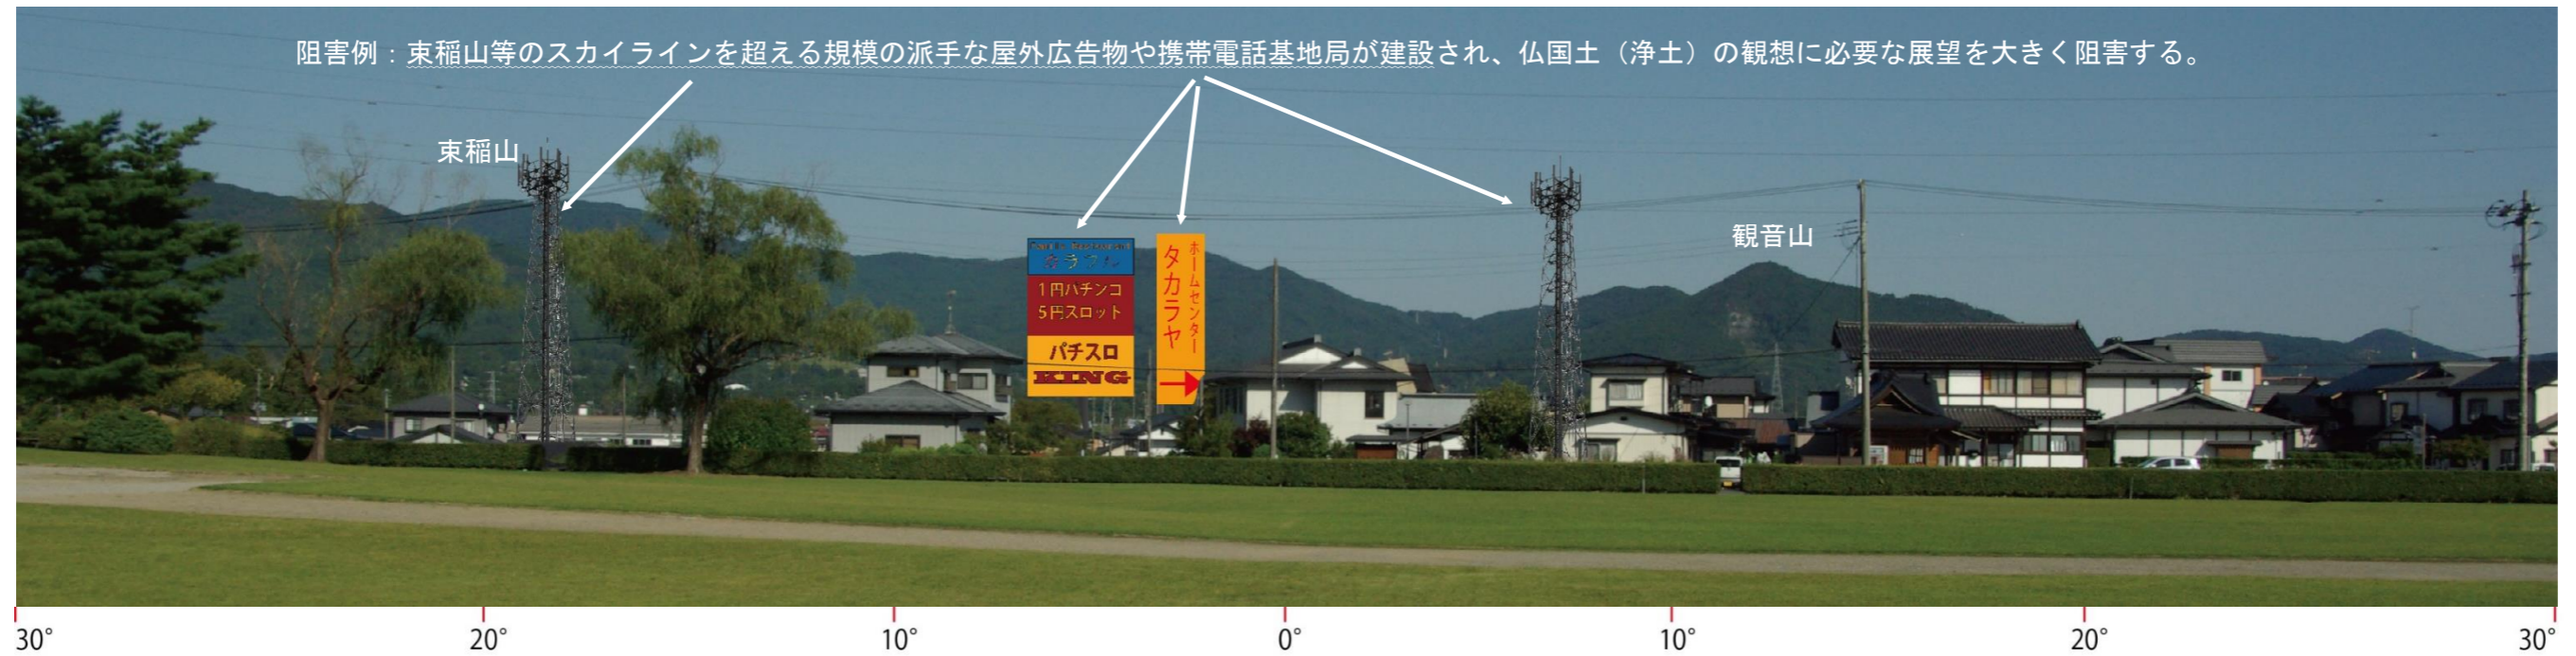 阻害例：束稲山等のスカイラインを超える規模の派手な屋外広告物や携帯電話基地局が建設され、仏国土（浄土）の観想に必要な展望を大きく阻害する。
束稲山
観音山
1円パチンコ
5円スロット
パチスロ
KING
ホームセンター
タカラヤ
30°
20°
10°
0°
10°
20°
30°